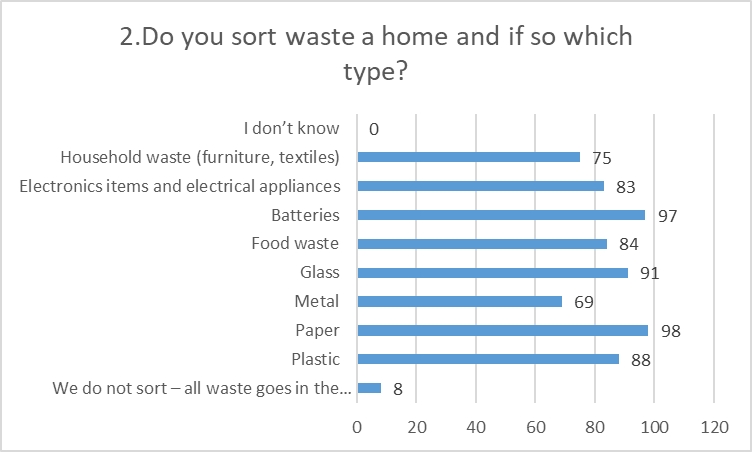 2.Do you sort waste a home and if so which
type?
I don’t know 0
Household waste (furniture, textiles) 75
Electronics items and electrical appliances 83
Batteries 97
Food waste 84
Glass 91
Metal 69
Paper 98
Plastic 88
We do not sort – all waste goes in the… 8
0 20 40 60 80 100 120